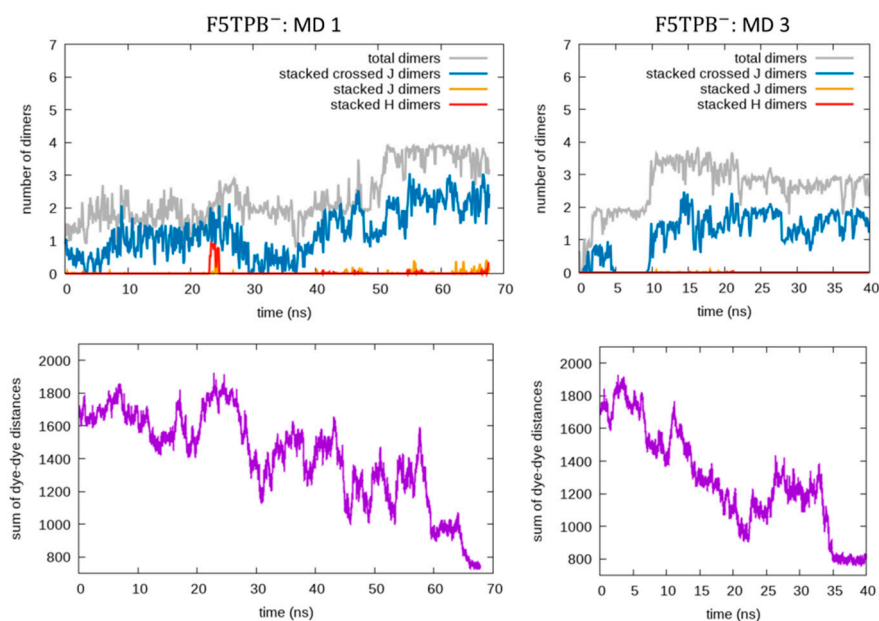 F5TPB⁻: MD 1
7
6
5
4
3
2
1
0
number of dimers
total dimers
stacked crossed J dimers
stacked J dimers
stacked H dimers
0 10 20 30 40 50 60 70
time (ns)
F5TPB⁻: MD 3
7
6
5
4
3
2
1
0
number of dimers
total dimers
stacked crossed J dimers
stacked J dimers
stacked H dimers
0 5 10 15 20 25 30 35 40
time (ns)
2000
1800
1600
1400
1200
1000
800
sum of dye-dye distances
0 10 20 30 40 50 60 70
time (ns)
2000
1800
1600
1400
1200
1000
800
sum of dye-dye distances
0 5 10 15 20 25 30 35 40
time (ns)